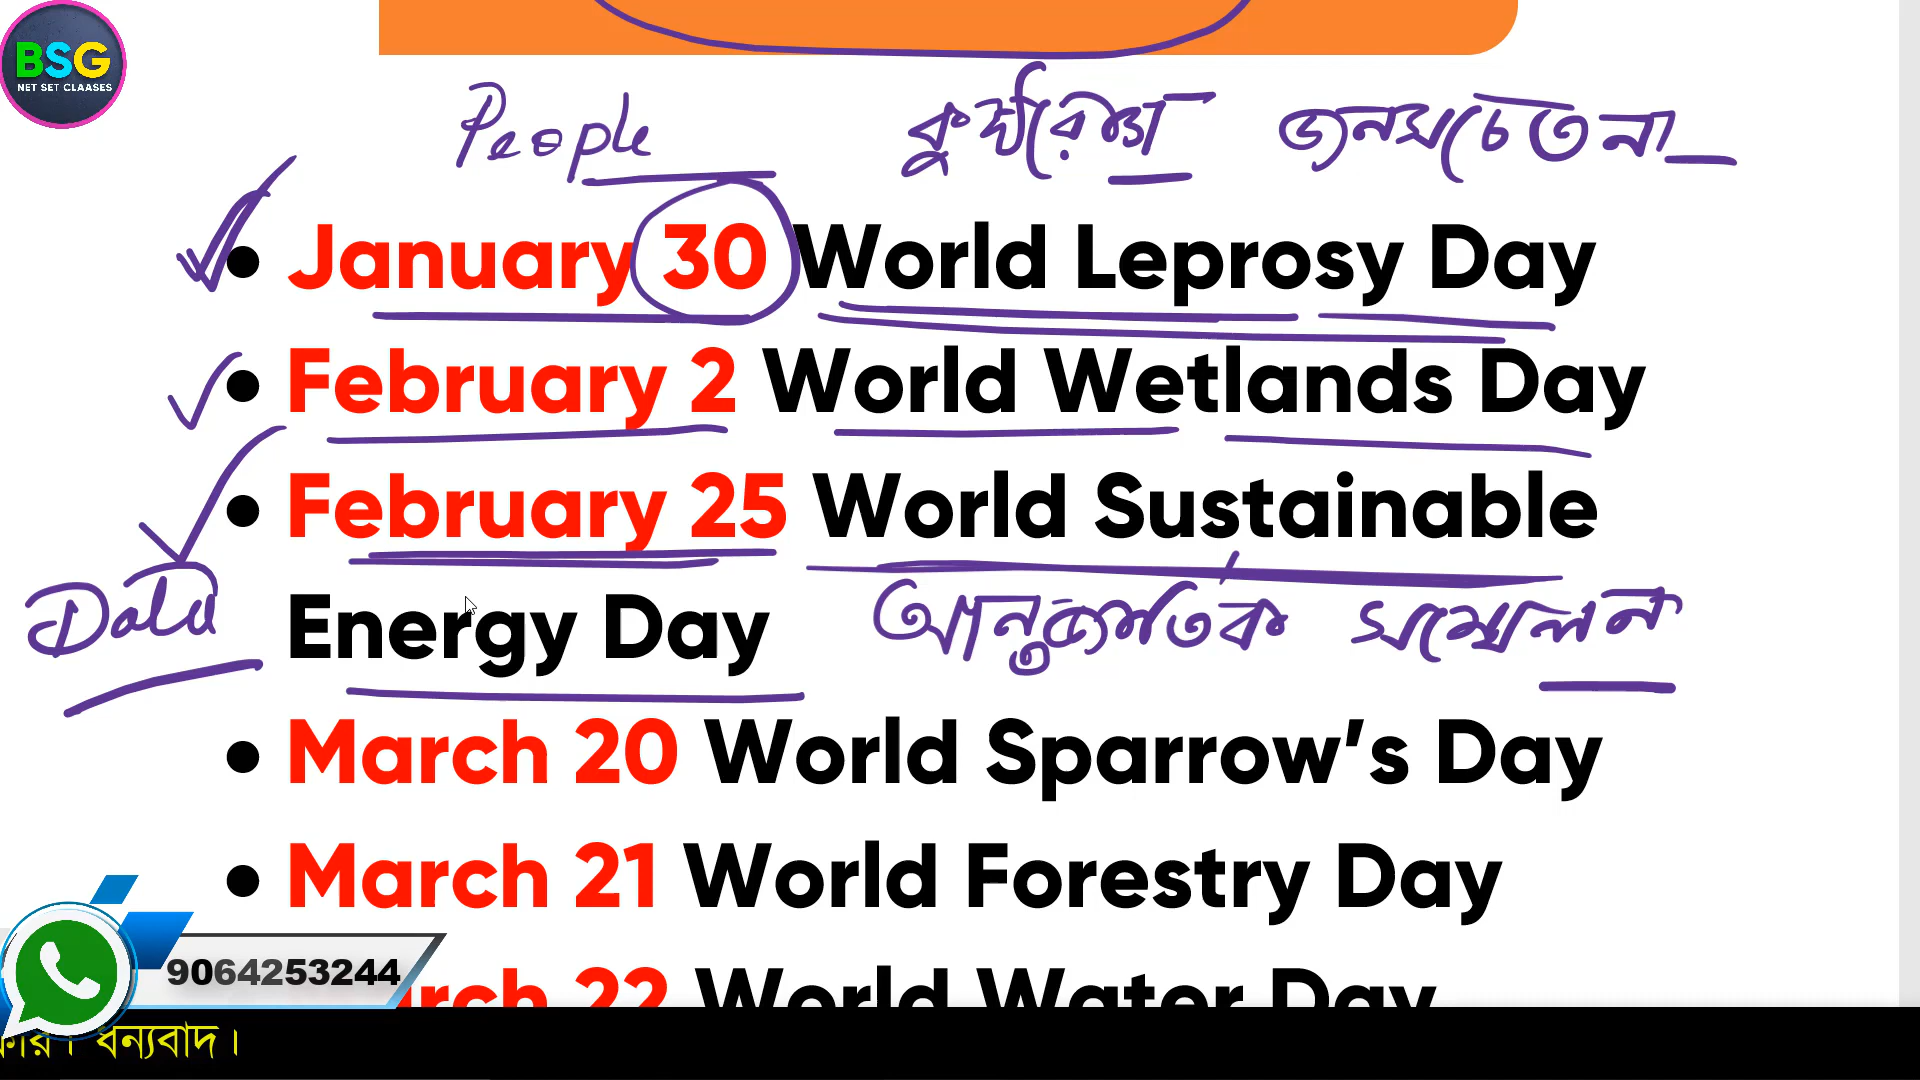 BSG
NET SET CLAASES
People কুষ্ঠরোগ জনসচেতনা
• January 30 World Leprosy Day
• February 2 World Wetlands Day
• February 25 World Sustainable
Energy Day
Data
আন্তর্জাতিক সম্মেলন
• March 20 World Sparrow’s Day
• March 21 World Forestry Day
March 22 World Water Day
9064253244
ধন্যবাদ।